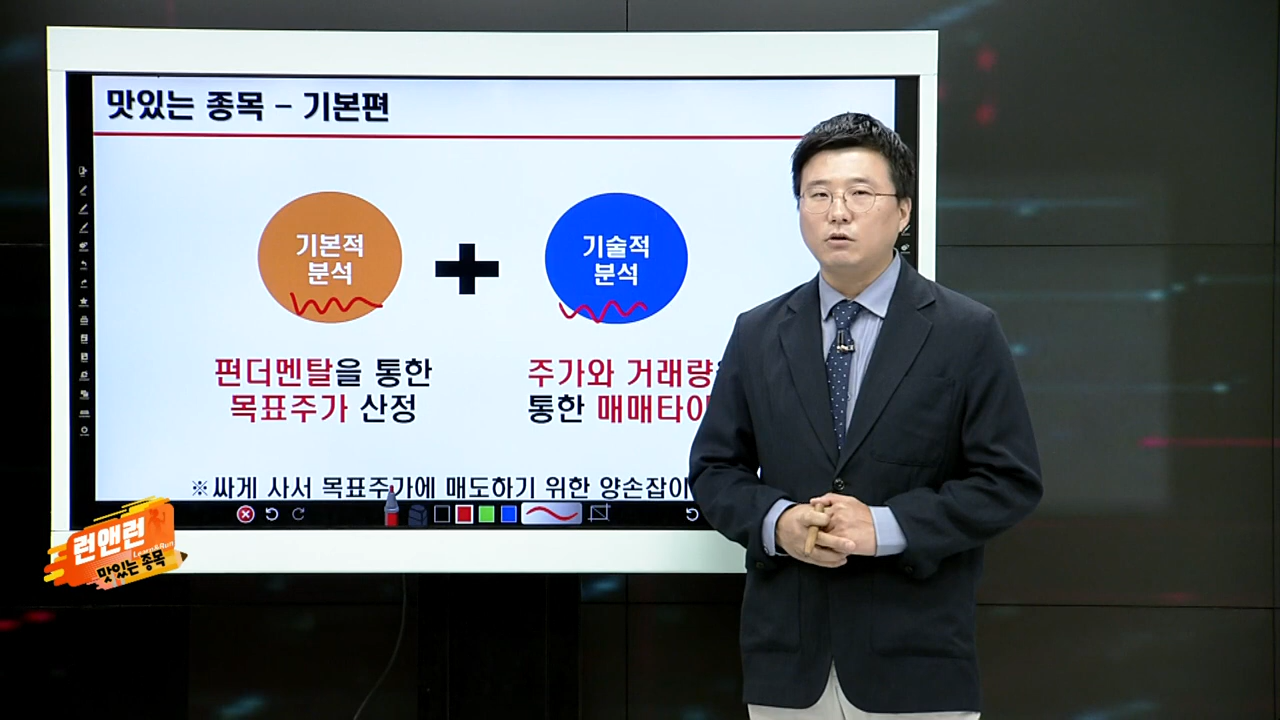 맛있는 종목 – 기본편
기본적
분석
기술적
분석
편더멘탈을 통한
목표주가 산정
주가와 거래량
통한 매매타이
※싸게 사서 목표주가에 매도하기 위한 양손잡이
런앤런
Learn&Run
맛있는 종목